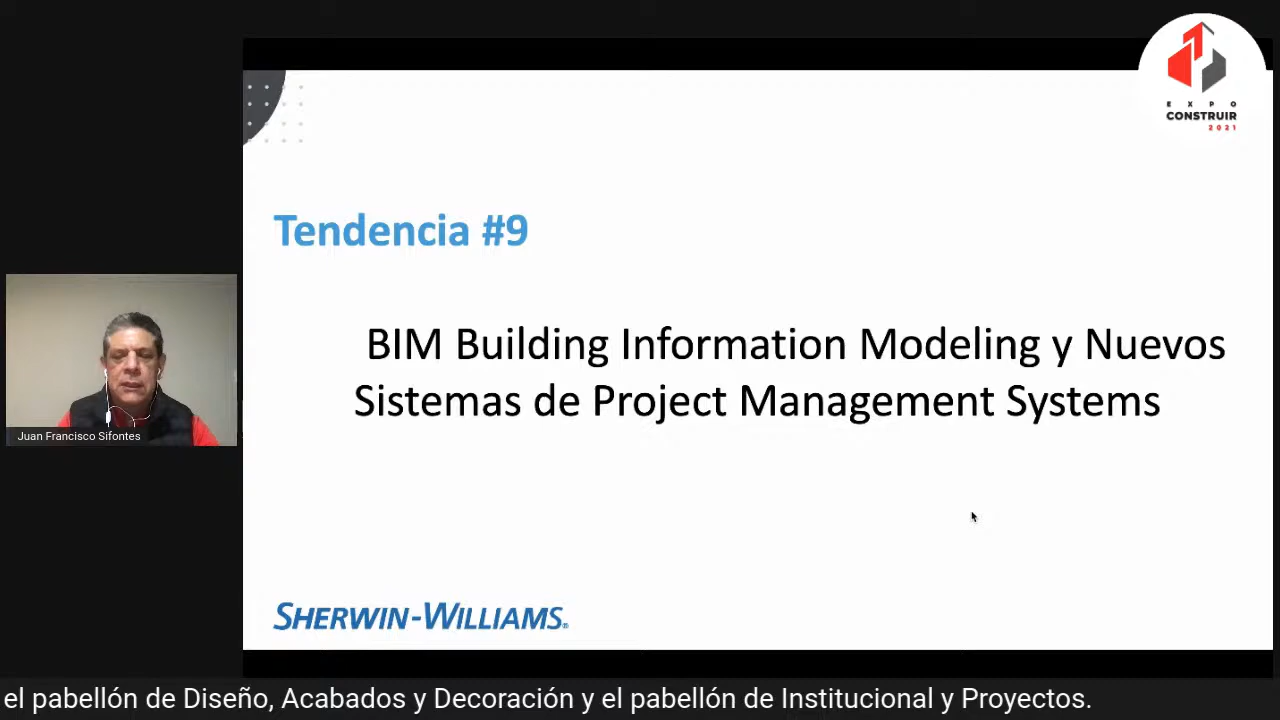 EXPO
CONSTRUIR
2021
Tendencia #9
BIM Building Information Modeling y Nuevos
Sistemas de Project Management Systems
Juan Francisco Sifontes
SHERWIN-WILLIAMS®
el pabellón de Diseño, Acabados y Decoración y el pabellón de Institucional y Proyectos.